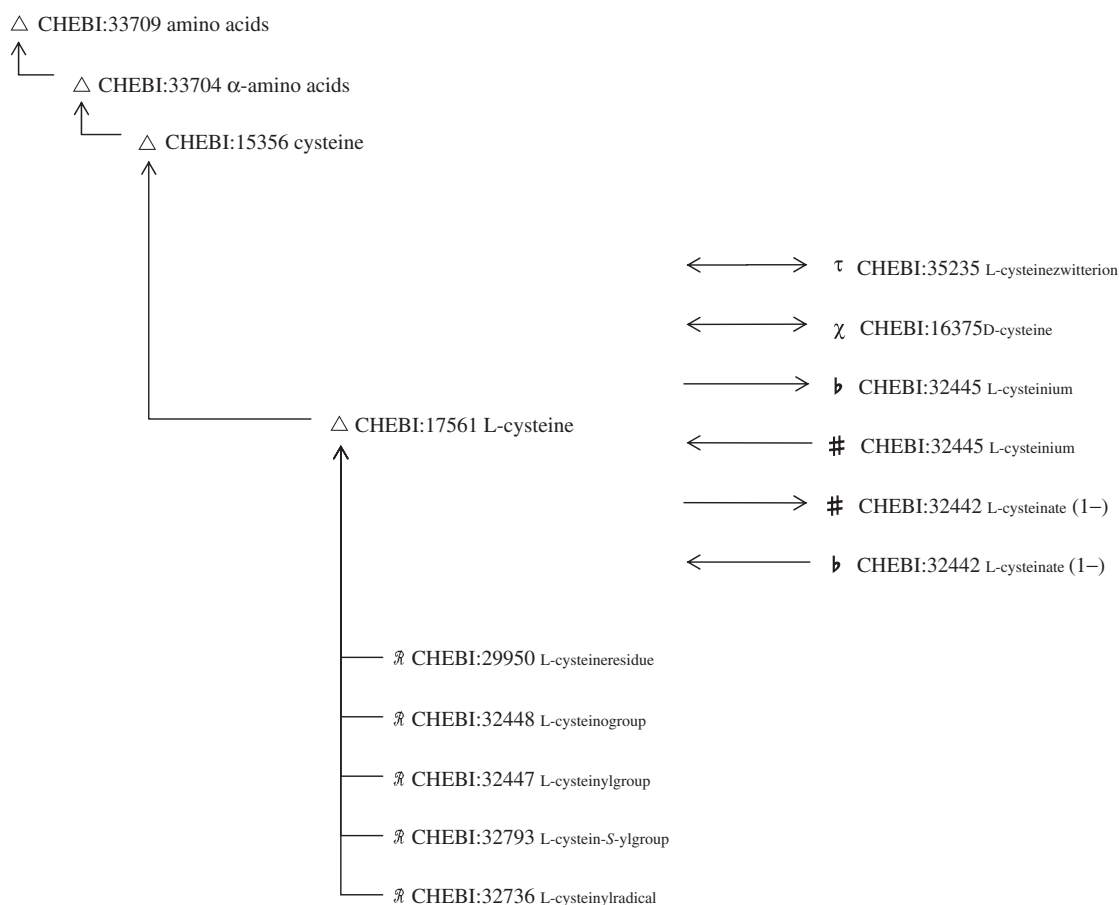 △ CHEBI:33709 amino acids
△ CHEBI:33704 α-amino acids
△ CHEBI:15356 cysteine
τ CHEBI:35235 L-cysteinezwitterion
χ CHEBI:16375D-cysteine
♭ CHEBI:32445 L-cysteinium
△ CHEBI:17561 L-cysteine
♯ CHEBI:32445 L-cysteinium
♯ CHEBI:32442 L-cysteinate (1−)
♭ CHEBI:32442 L-cysteinate (1−)
ℛ CHEBI:29950 L-cysteineresidue
ℛ CHEBI:32448 L-cysteinogroup
ℛ CHEBI:32447 L-cysteinylgroup
ℛ CHEBI:32793 L-cystein-S-ylgroup
ℛ CHEBI:32736 L-cysteinylradical